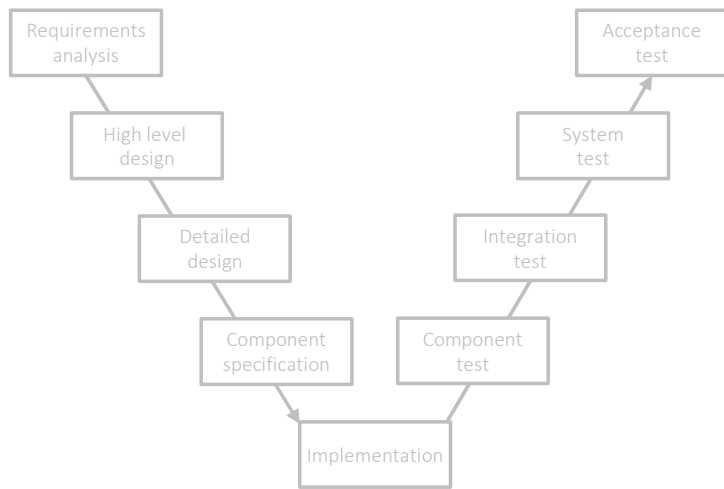 Requirements
analysis
Acceptance
test
High level
design
System
test
Detailed
design
Integration
test
Component
specification
Component
test
Implementation